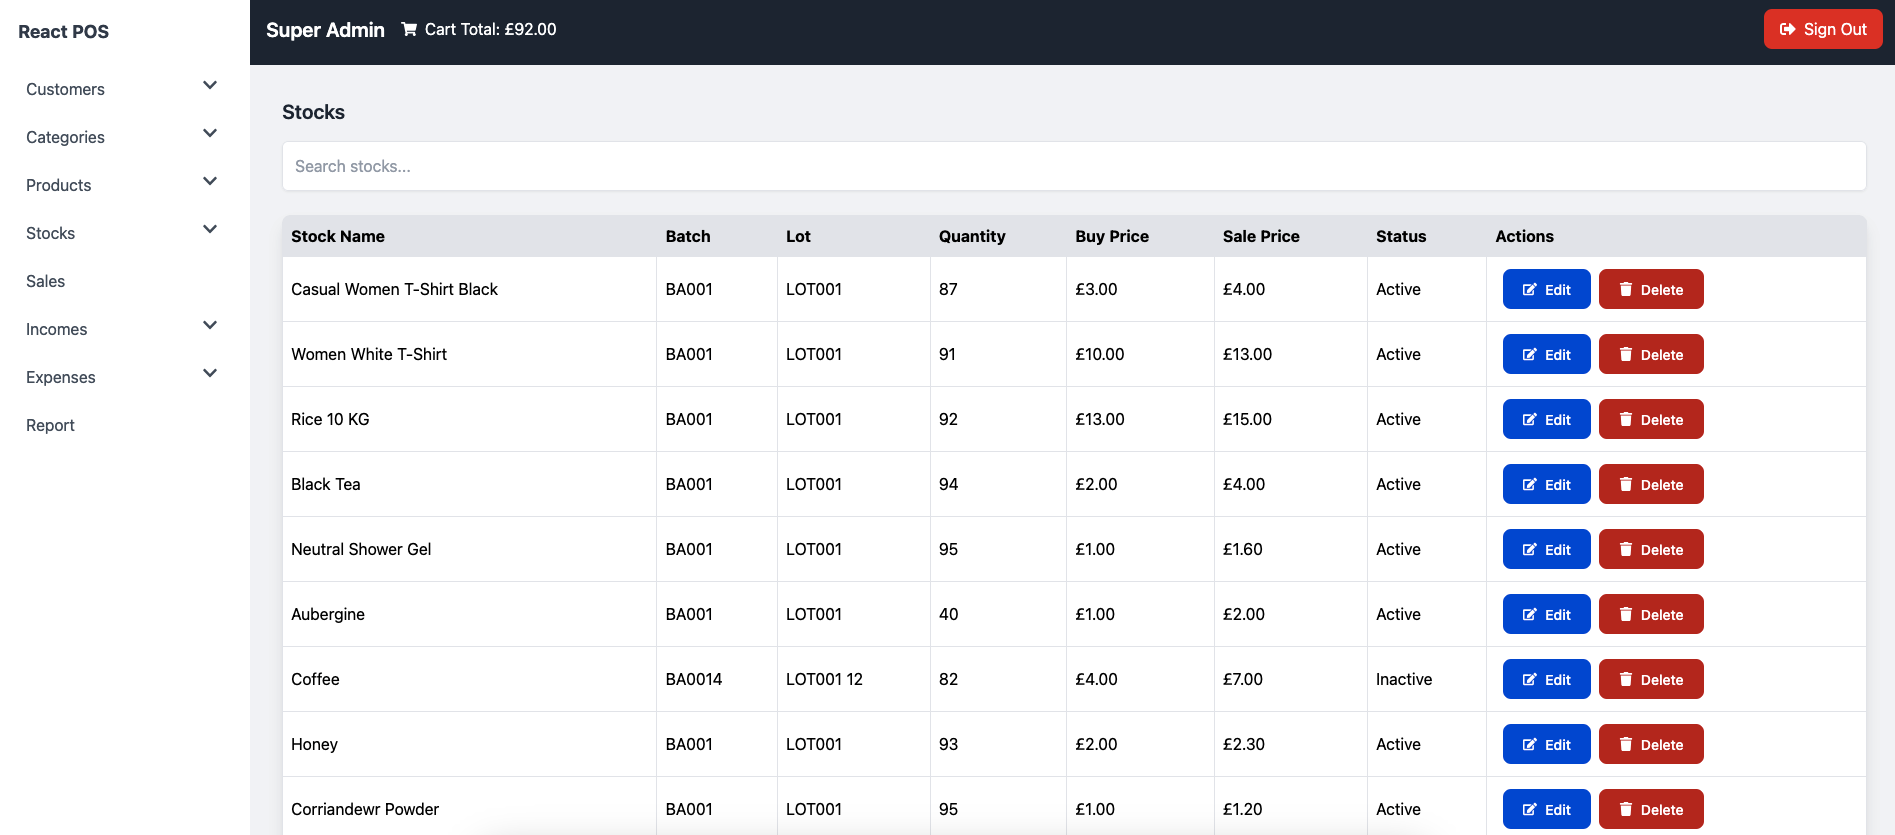 React POS
Super Admin
Cart Total: £92.00
Sign Out
Customers
Categories
Products
Stocks
Sales
Incomes
Expenses
Report
Stocks
Search stocks...
Stock Name Batch Lot Quantity Buy Price Sale Price Status Actions
Casual Women T-Shirt Black BA001 LOT001 87 £3.00 £4.00 Active Edit Delete
Women White T-Shirt BA001 LOT001 91 £10.00 £13.00 Active Edit Delete
Rice 10 KG BA001 LOT001 92 £13.00 £15.00 Active Edit Delete
Black Tea BA001 LOT001 94 £2.00 £4.00 Active Edit Delete
Neutral Shower Gel BA001 LOT001 95 £1.00 £1.60 Active Edit Delete
Aubergine BA001 LOT001 40 £1.00 £2.00 Active Edit Delete
Coffee BA0014 LOT001 12 82 £4.00 £7.00 Inactive Edit Delete
Honey BA001 LOT001 93 £2.00 £2.30 Active Edit Delete
Corriandewr Powder BA001 LOT001 95 £1.00 £1.20 Active Edit Delete